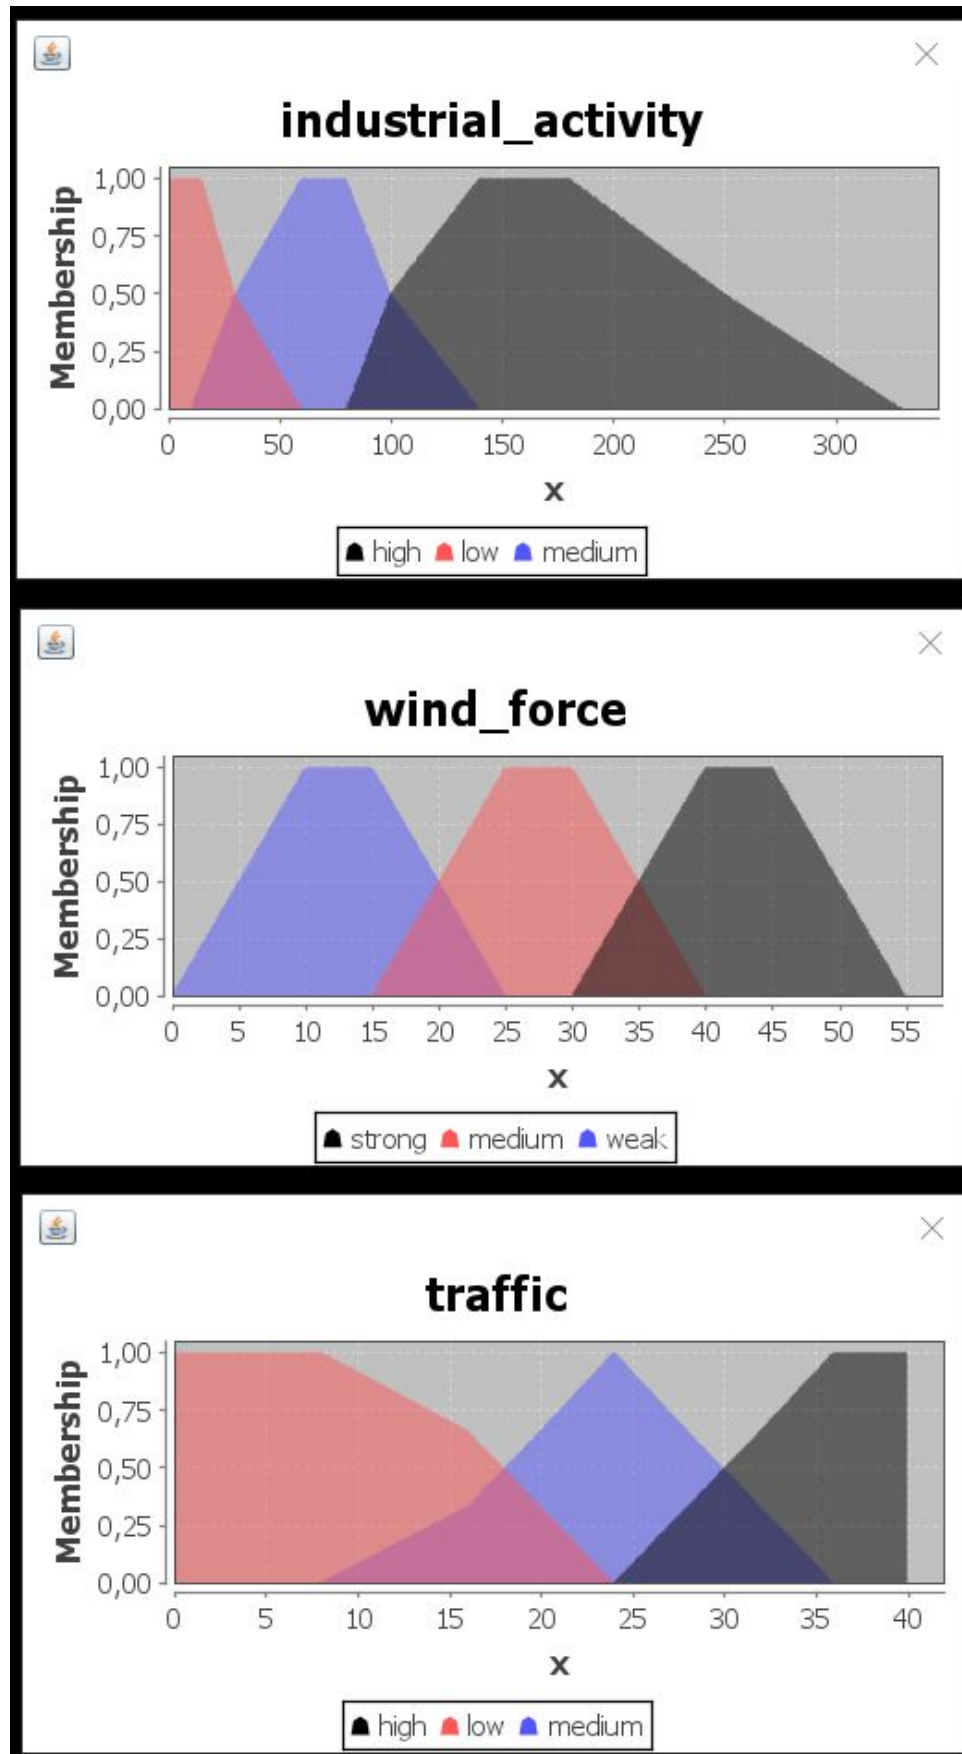 industrial_activity
Membership
1,00
0,75
0,50
0,25
0,00
0 50 100 150 200 250 300
x
high low medium
wind_force
Membership
1,00
0,75
0,50
0,25
0,00
0 5 10 15 20 25 30 35 40 45 50 55
x
strong medium weak
traffic
Membership
1,00
0,75
0,50
0,25
0,00
0 5 10 15 20 25 30 35 40
x
high low medium